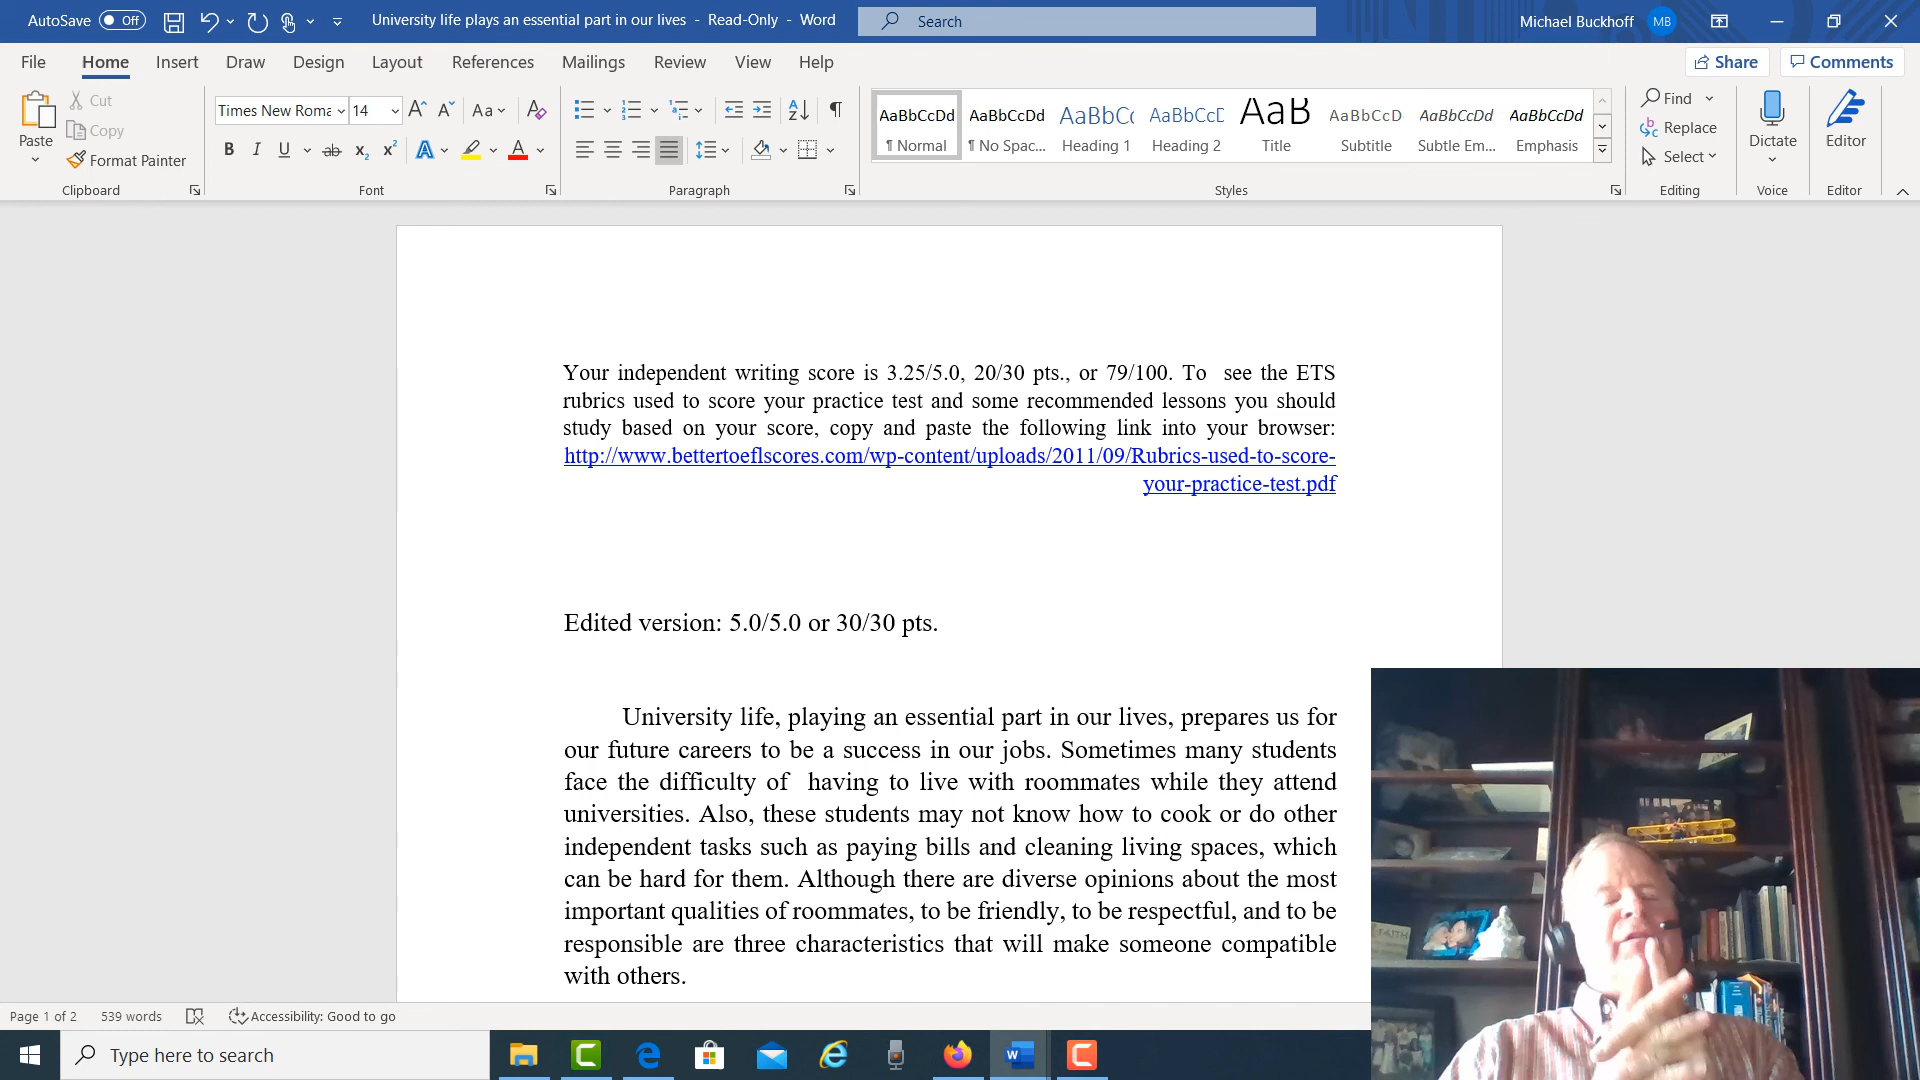 AutoSave Off University life plays an essential part in our lives - Read-Only - Word Search Michael Buckhoff MB
File Home Insert Draw Design Layout References Mailings Review View Help Share Comments
Paste Cut Copy Format Painter Clipboard
Times New Roma 14 Aa B I U ab x2 x2 A A Font
Paragraph
AaBbCcDd AaBbCcDd AaBbCc AaBbCcD AaB AaBbCcD AaBbCcDd AaBbCcDd
¶ Normal ¶ No Spac... Heading 1 Heading 2 Title Subtitle Subtle Em... Emphasis
Styles
Find Replace Select Editing
Dictate Voice
Editor Editor
Your independent writing score is 3.25/5.0, 20/30 pts., or 79/100. To see the ETS
rubrics used to score your practice test and some recommended lessons you should
study based on your score, copy and paste the following link into your browser:
http://www.bettertoeflscores.com/wp-content/uploads/2011/09/Rubrics-used-to-score-
your-practice-test.pdf
Edited version: 5.0/5.0 or 30/30 pts.
University life, playing an essential part in our lives, prepares us for
our future careers to be a success in our jobs. Sometimes many students
face the difficulty of having to live with roommates while they attend
universities. Also, these students may not know how to cook or do other
independent tasks such as paying bills and cleaning living spaces, which
can be hard for them. Although there are diverse opinions about the most
important qualities of roommates, to be friendly, to be respectful, and to be
responsible are three characteristics that will make someone compatible
with others.
Page 1 of 2 539 words Accessibility: Good to go
Type here to search